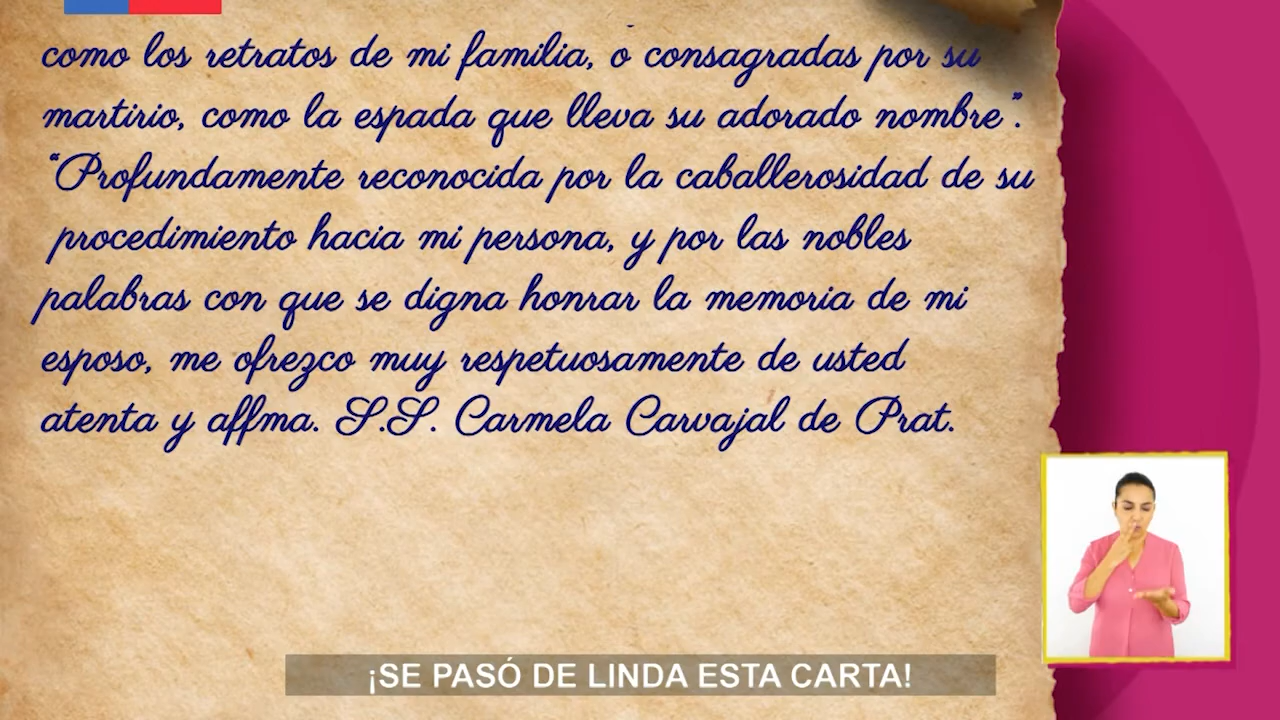 como los retratos de mi familia, o consagradas por su
martirio, como la espada que lleva su adorado nombre”.
“Profundamente reconocida por la caballerosidad de su
procedimiento hacia mi persona, y por las nobles
palabras con que se digna honrar la memoria de mi
esposo, me ofrezco muy respetuosamente de usted
atenta y affma. S.S. Carmela Carvajal de Prat.
¡SE PASÓ DE LINDA ESTA CARTA!